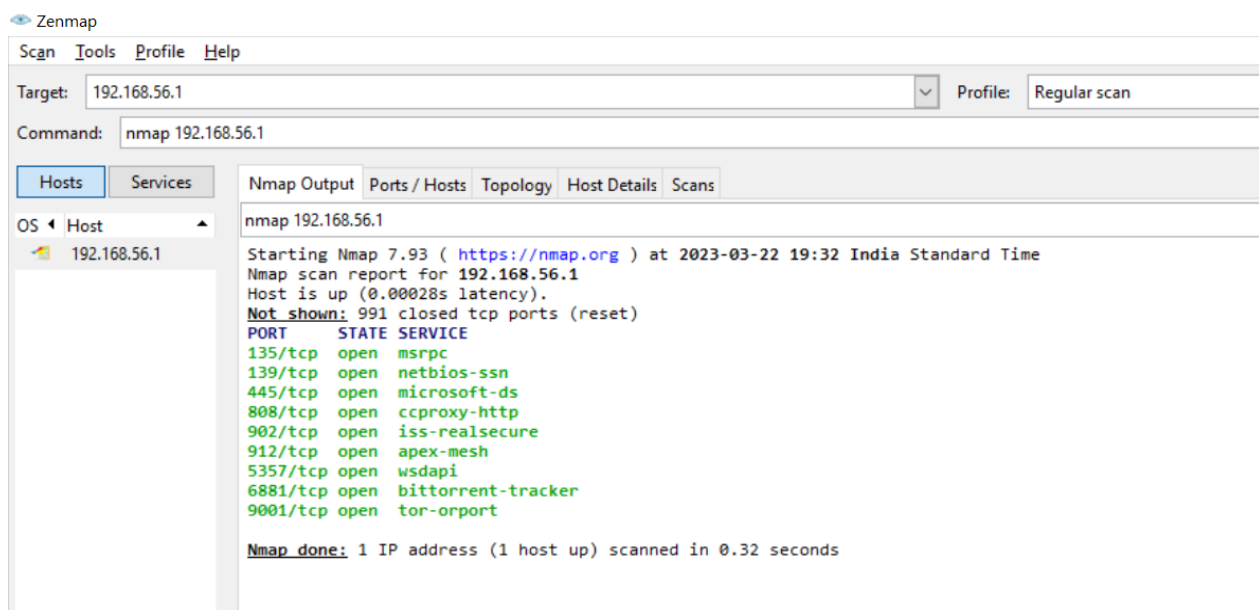 Zenmap
Scan Tools Profile Help
Target: 192.168.56.1 Profile: Regular scan
Command: nmap 192.168.56.1
Hosts Services Nmap Output Ports / Hosts Topology Host Details Scans
OS Host nmap 192.168.56.1
192.168.56.1
Starting Nmap 7.93 ( https://nmap.org ) at 2023-03-22 19:32 India Standard Time
Nmap scan report for 192.168.56.1
Host is up (0.00028s latency).
Not shown: 991 closed tcp ports (reset)
PORT STATE SERVICE
135/tcp open msrpc
139/tcp open netbios-ssn
445/tcp open microsoft-ds
808/tcp open ccproxy-http
902/tcp open iss-realsecure
912/tcp open apex-mesh
5357/tcp open wsdapi
6881/tcp open bittorrent-tracker
9001/tcp open tor-orport
Nmap done: 1 IP address (1 host up) scanned in 0.32 seconds